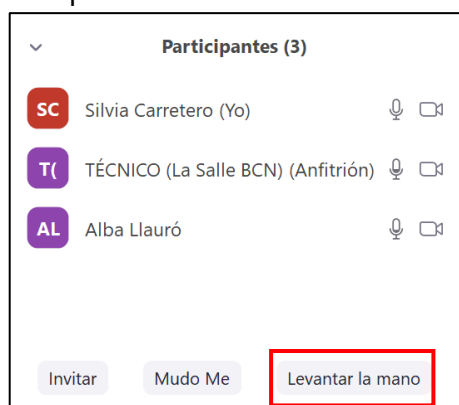 Participantes (3)
SC Silvia Carretero (Yo)
T( TÉCNICO (La Salle BCN) (Anfitrión)
AL Alba Llauró
Invitar Mudo Me Levantar la mano